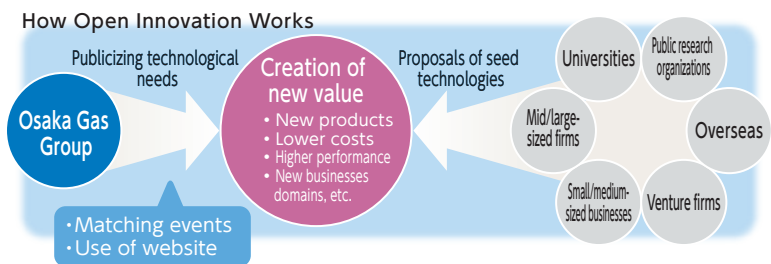 How Open Innovation Works
Publicizing technological
needs
Osaka Gas
Group
・Matching events
・Use of website
Creation of
new value
• New products
• Lower costs
• Higher performance
• New businesses
domains, etc.
Proposals of seed
technologies
Universities
Public research
organizations
Mid/large-
sized firms
Overseas
Small/medium-
sized businesses
Venture firms